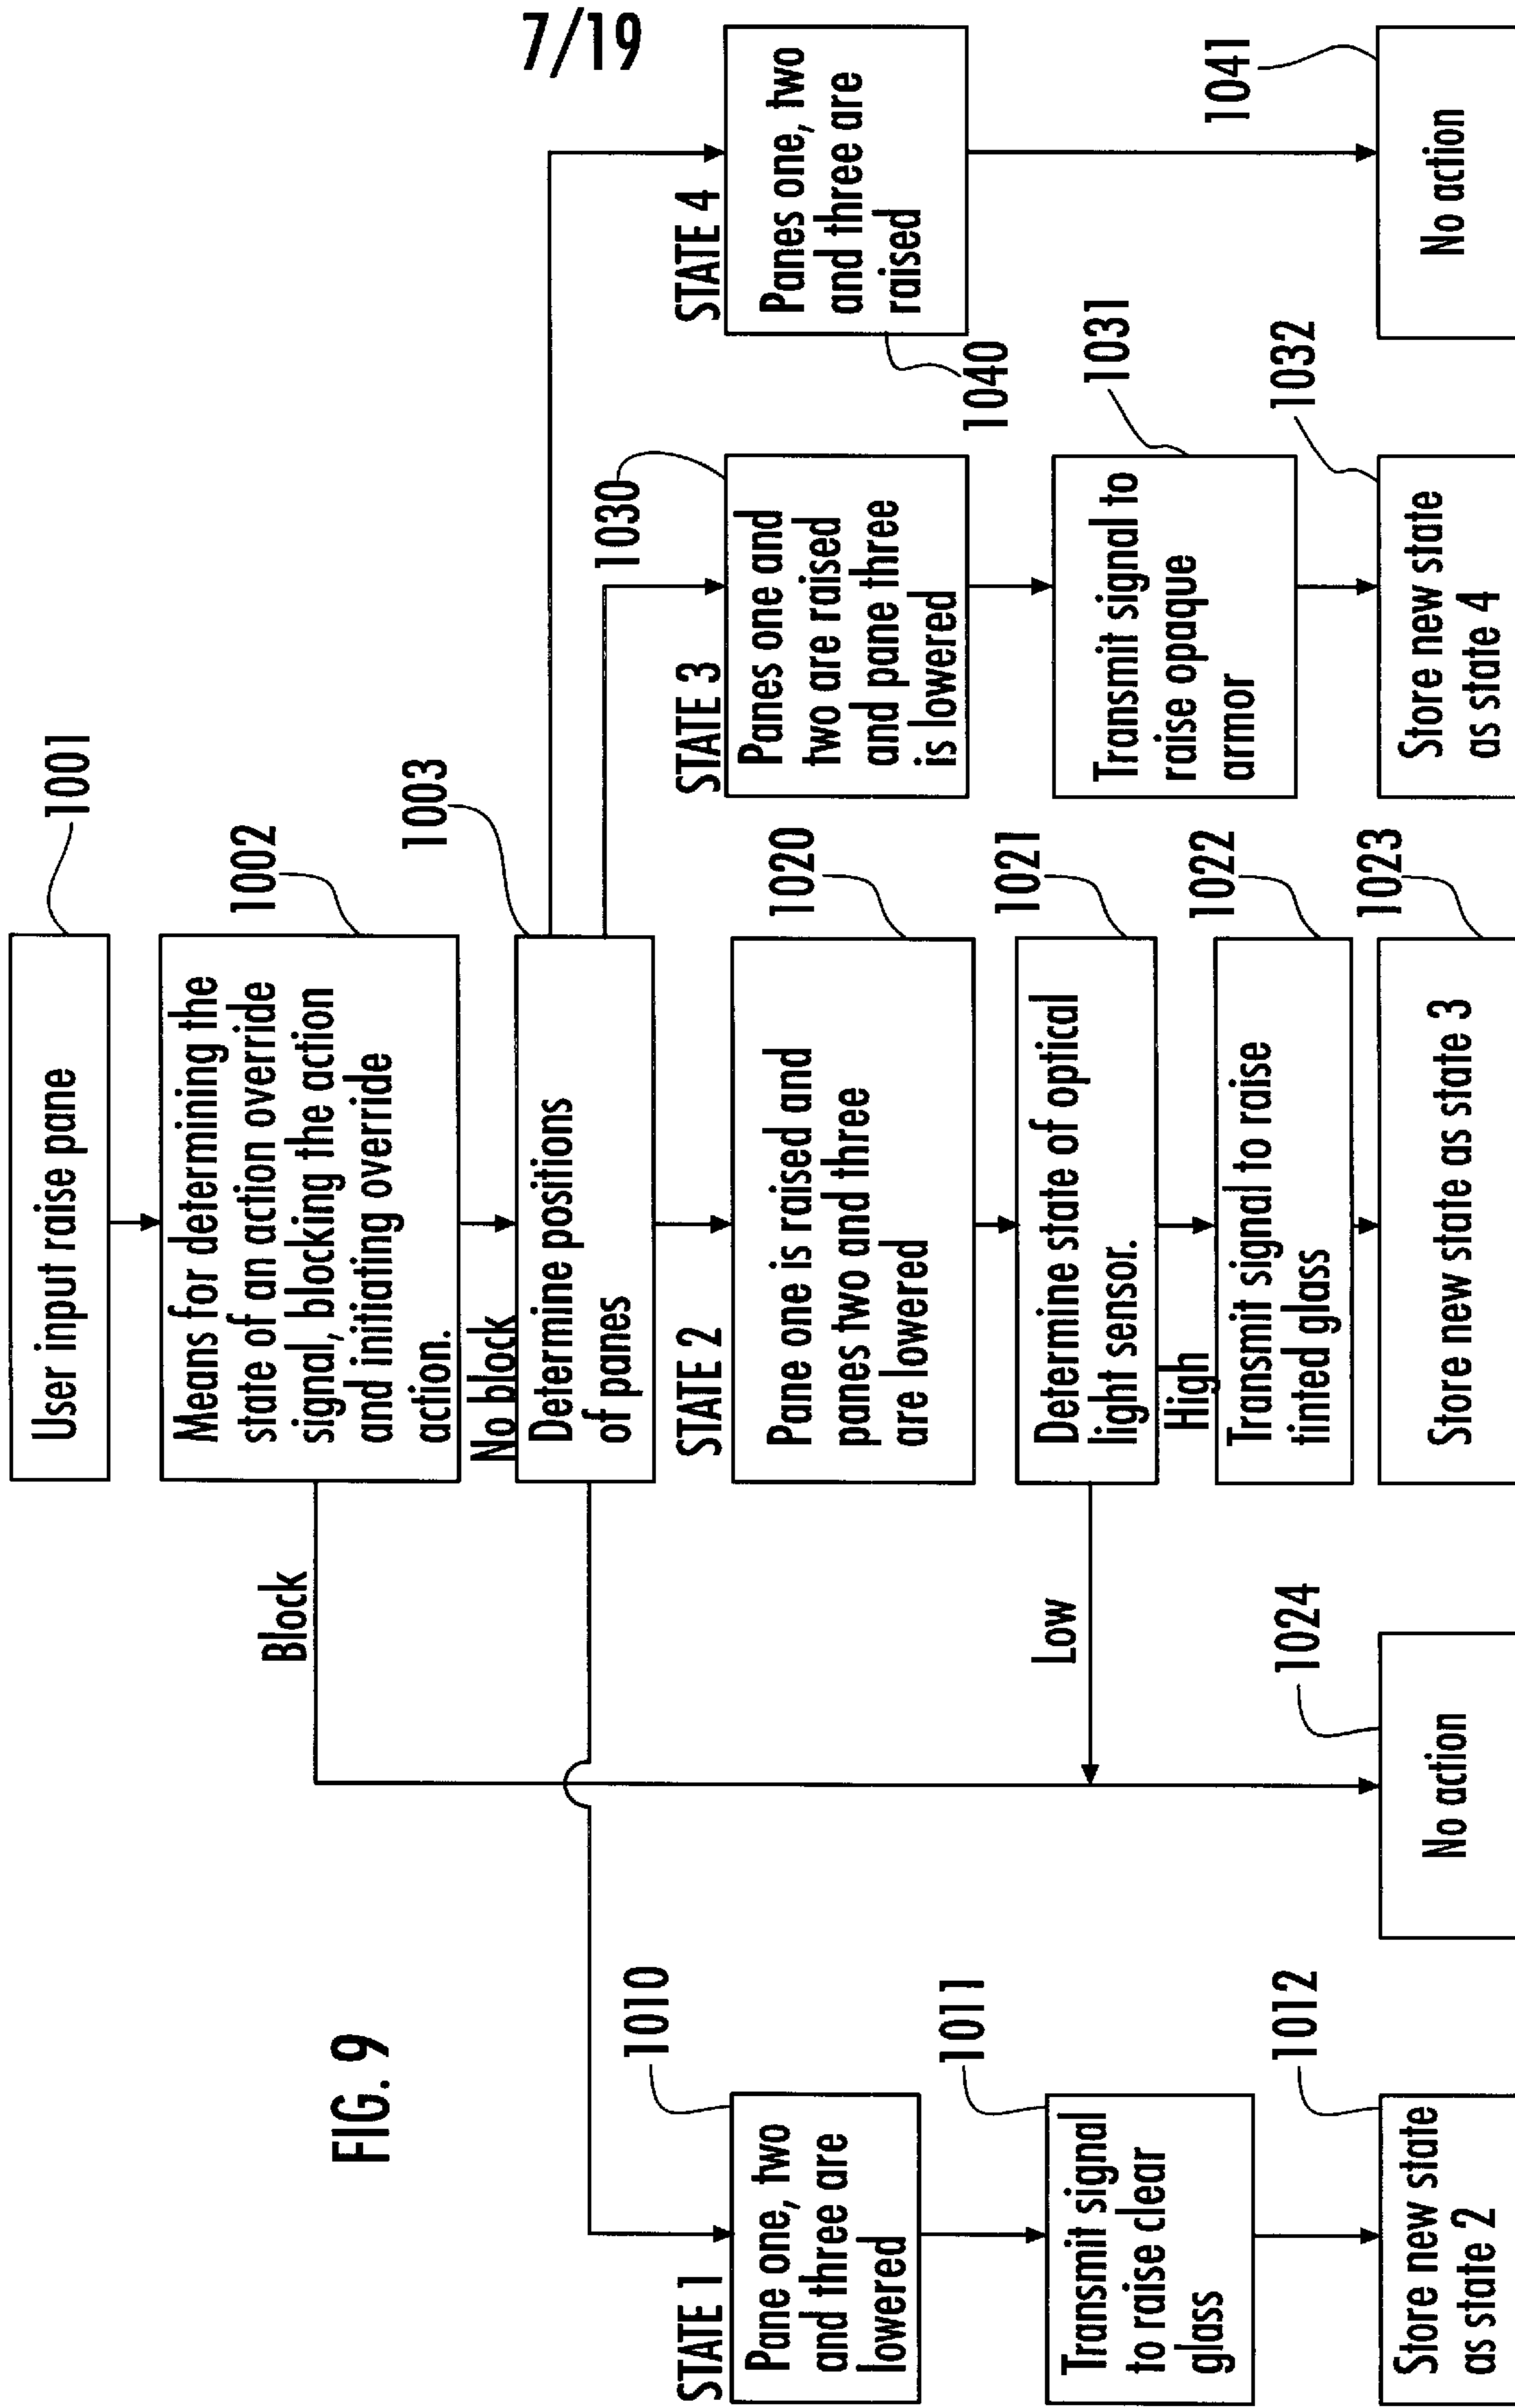 7/19
FIG. 9
User input raise pane
1001
Means for determining the
state of an action override
signal, blocking the action
and initiating override
action.
1002
Block
No block
Determine positions
of panes
1003
STATE 1
Pane one, two
and three are
lowered
1010
Transmit signal
to raise clear
glass
1011
Store new state
as state 2
1012
No action
1024
STATE 2
Pane one is raised and
panes two and three
are lowered
1020
Determine state of optical
light sensor.
1021
Low
High
Transmit signal to raise
tinted glass
1022
Store new state as state 3
1023
STATE 3
Panes one and
two are raised
and pane three
is lowered
1030
Transmit signal to
raise opaque
armor
1031
Store new state
as state 4
1032
STATE 4
Panes one, two
and three are
raised
1040
No action
1041